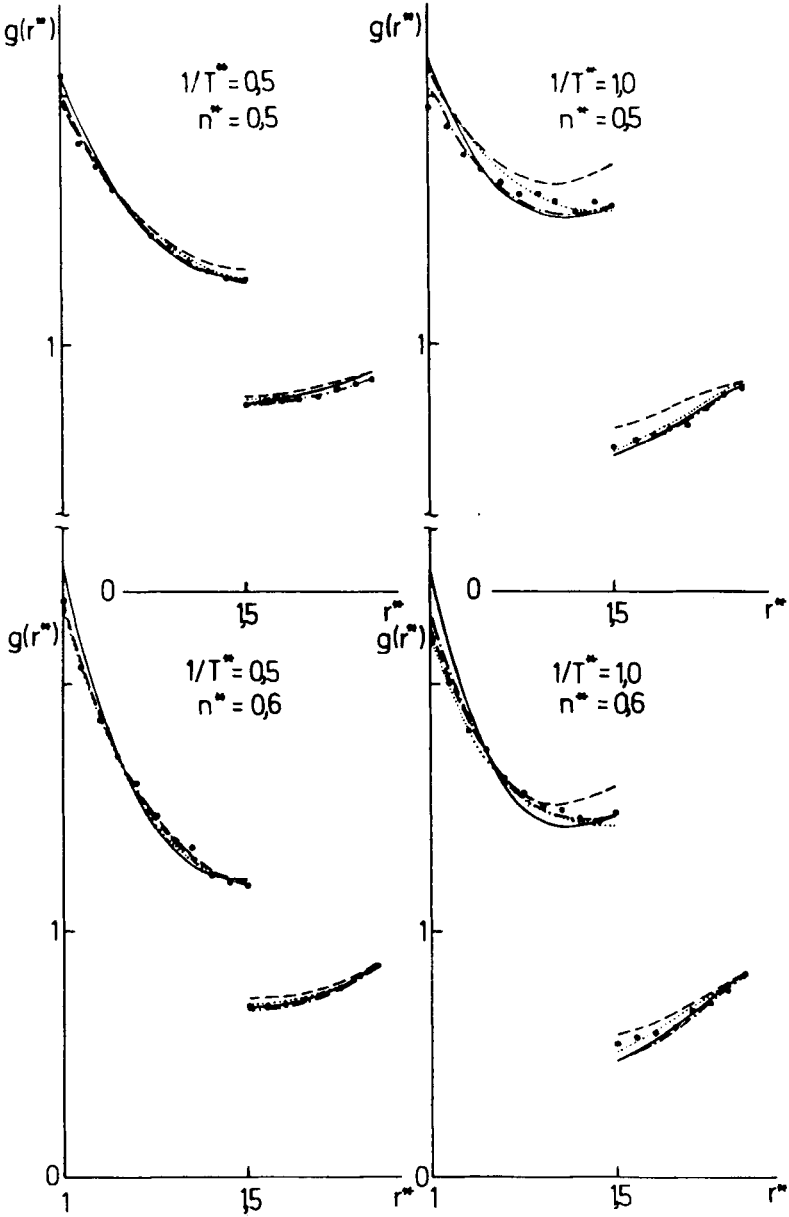 g(r*)
1/T* = 0,5
n* = 0,5
1
g(r*)
1/T* = 1,0
n* = 0,5
1
0
1,5
r*
0
1,5
r*
g(r*)
1/T* = 0,5
n* = 0,6
1
0
1
1,5
r*
g(r*)
1/T* = 1,0
n* = 0,6
1
0
1
1,5
r*